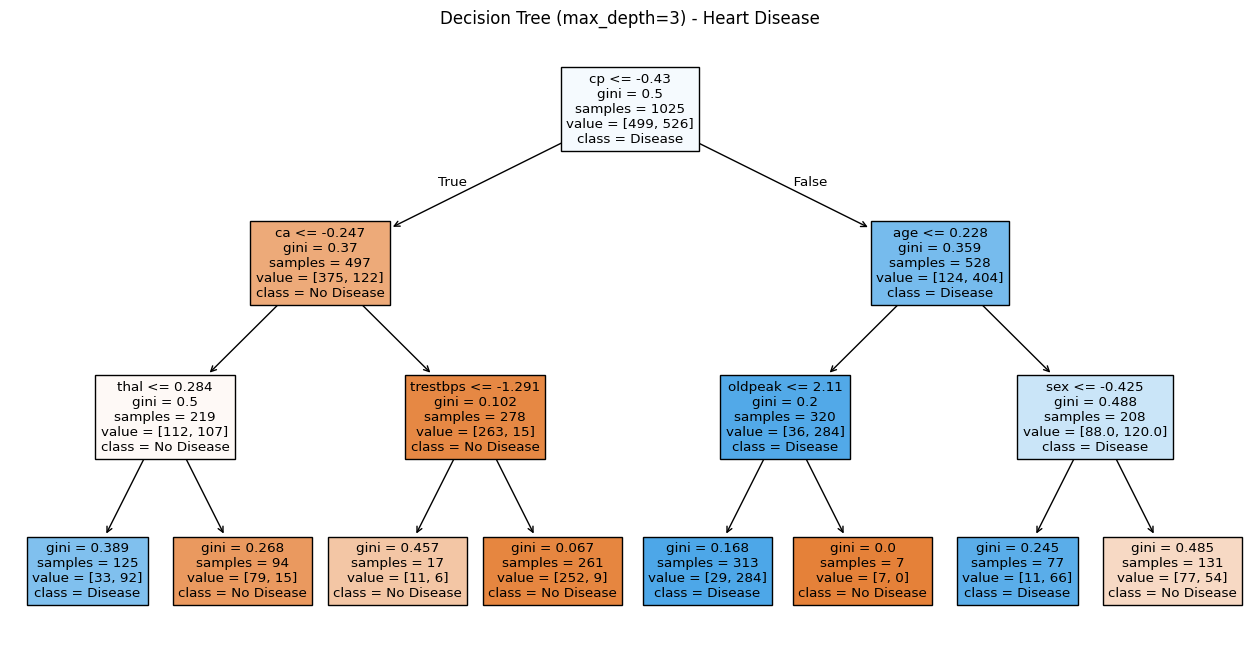 Decision Tree (max_depth=3) - Heart Disease
cp <= -0.43
gini = 0.5
samples = 1025
value = [499, 526]
class = Disease
True
False
ca <= -0.247
gini = 0.37
samples = 497
value = [375, 122]
class = No Disease
age <= 0.228
gini = 0.359
samples = 528
value = [124, 404]
class = Disease
thal <= 0.284
gini = 0.5
samples = 219
value = [112, 107]
class = No Disease
trestbps <= -1.291
gini = 0.102
samples = 278
value = [263, 15]
class = No Disease
oldpeak <= 2.11
gini = 0.2
samples = 320
value = [36, 284]
class = Disease
sex <= -0.425
gini = 0.488
samples = 208
value = [88.0, 120.0]
class = Disease
gini = 0.389
samples = 125
value = [33, 92]
class = Disease
gini = 0.268
samples = 94
value = [79, 15]
class = No Disease
gini = 0.457
samples = 17
value = [11, 6]
class = No Disease
gini = 0.067
samples = 261
value = [252, 9]
class = No Disease
gini = 0.168
samples = 313
value = [29, 284]
class = Disease
gini = 0.0
samples = 7
value = [7, 0]
class = No Disease
gini = 0.245
samples = 77
value = [11, 66]
class = Disease
gini = 0.485
samples = 131
value = [77, 54]
class = No Disease